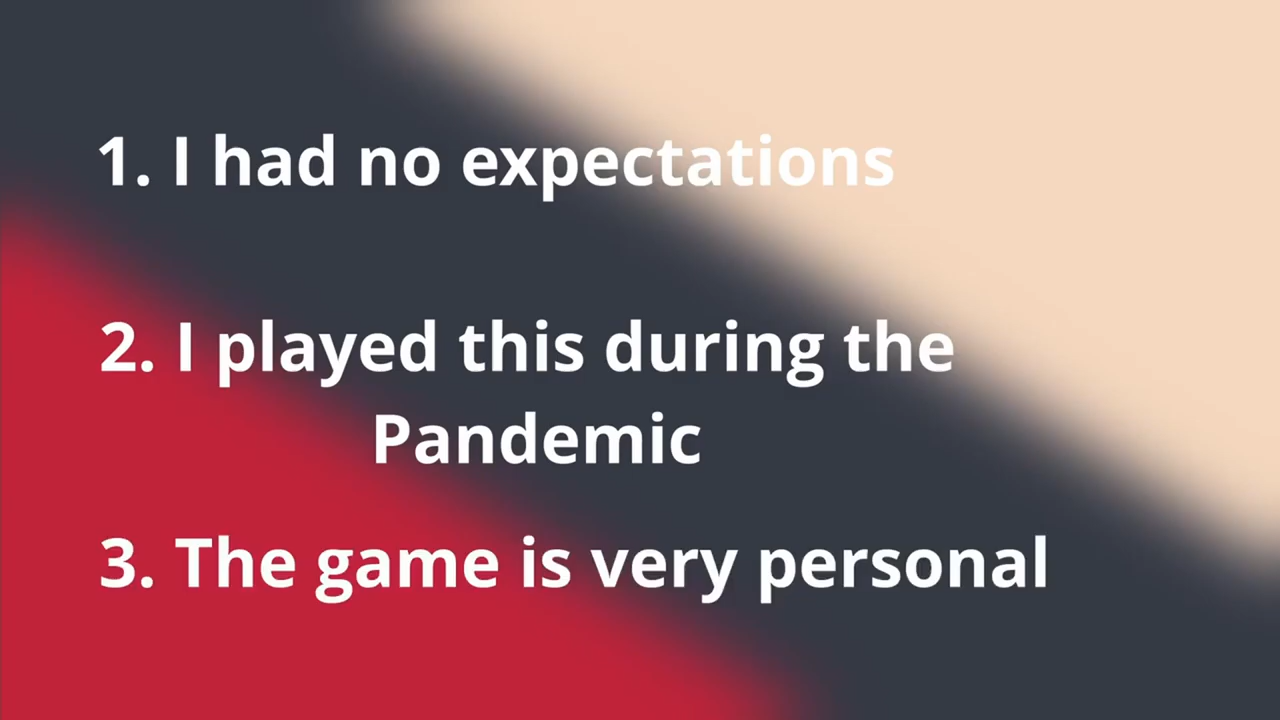 1. I had no expectations
2. I played this during the
Pandemic
3. The game is very personal